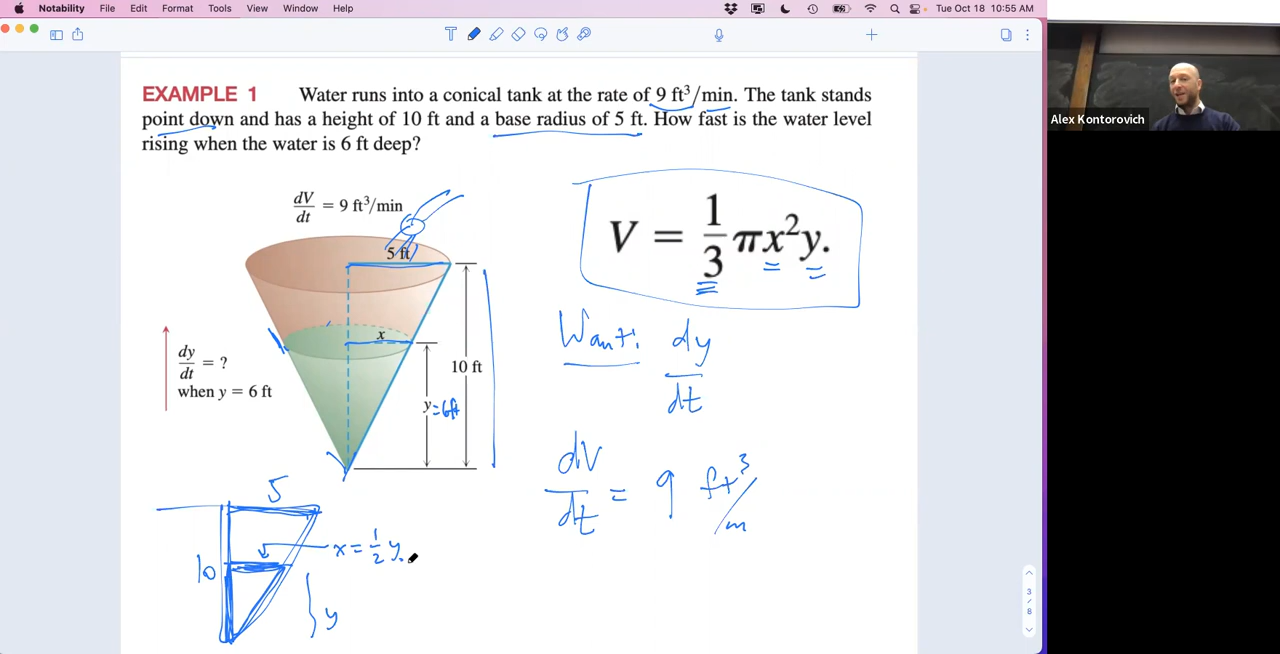 Notability File Edit View Format Tools View Window Help Tue Oct 18 10:55 AM
EXAMPLE 1 Water runs into a conical tank at the rate of 9 ft³/min. The tank stands
point down and has a height of 10 ft and a base radius of 5 ft. How fast is the water level
rising when the water is 6 ft deep?
dV/dt = 9 ft³/min
5 ft
x
10 ft
y=6ft
dy/dt = ?
when y = 6 ft
V = 1/3 πx²y.
Want: dy/dt
dV/dt = 9 ft³/m
5
10
x = 1/2 y.
y
Alex Kontorovich
3
/
8